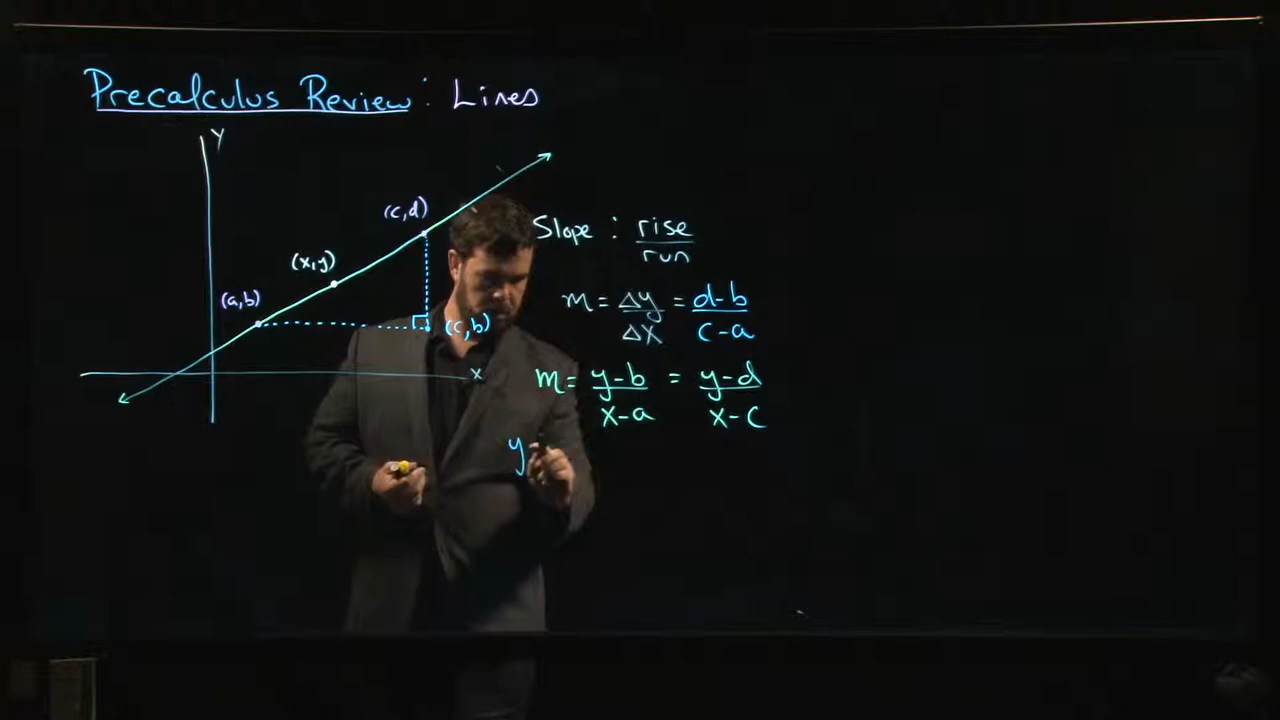 Precalculus Review: Lines
Y
(c,d)
(x,y)
(a,b)
(c,b)
x
Slope : rise/run
m = Δy/Δx = d-b/c-a
m = y-b/x-a = y-d/x-c
y